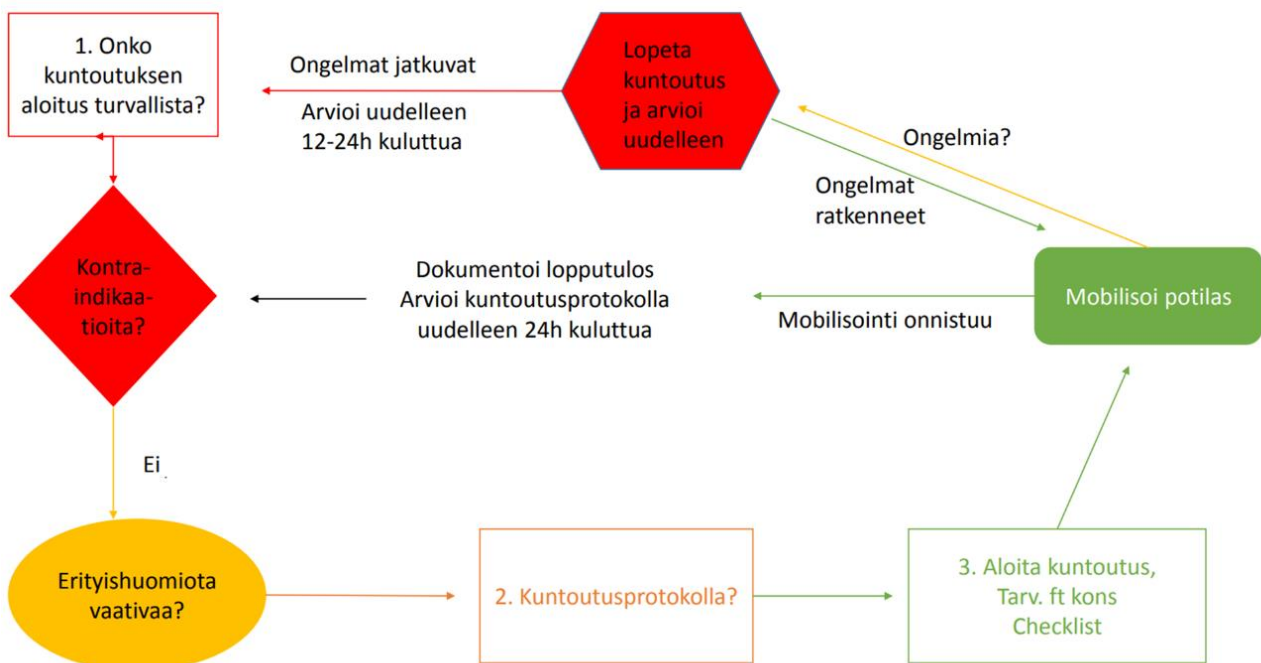 1. Onko
kuntoutuksen
aloitus turvallista?
Ongelmat jatkuvat
Arvioi uudelleen
12-24h kuluttua
Lopeta
kuntoutus
ja arvioi
uudelleen
Ongelmia?
Ongelmat
ratkenneet
Kontra-
indikaa-
tioita?
Dokumentoi lopputulos
Arvioi kuntoutusprotokolla
uudelleen 24h kuluttua
Mobilisointi onnistuu
Mobilisoi potilas
Ei
Erityishuomiota
vaativaa?
2. Kuntoutusprotokolla?
3. Aloita kuntoutus,
Tarv. ft kons
Checklist